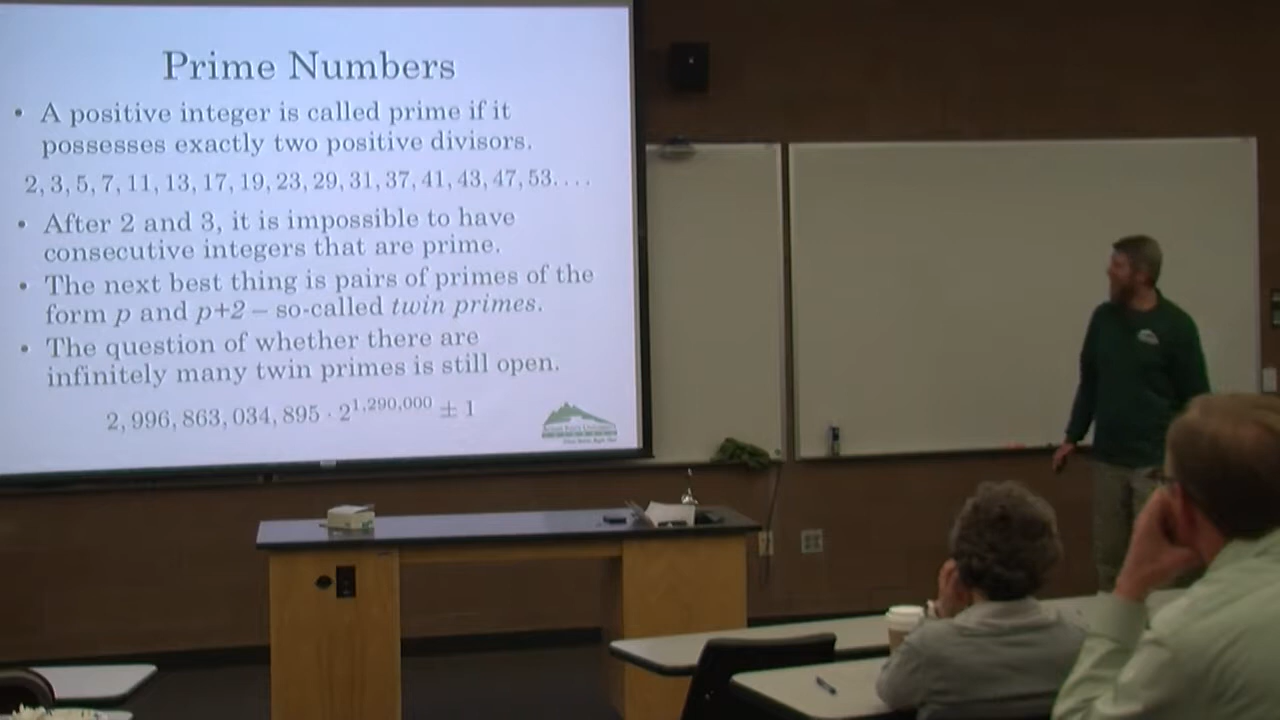 Prime Numbers
• A positive integer is called prime if it
possesses exactly two positive divisors.
2, 3, 5, 7, 11, 13, 17, 19, 23, 29, 31, 37, 41, 43, 47, 53....
• After 2 and 3, it is impossible to have
consecutive integers that are prime.
• The next best thing is pairs of primes of the
form p and p+2 – so-called twin primes.
• The question of whether there are
infinitely many twin primes is still open.
2,996,863,034,895 · 2^1,290,000 ± 1